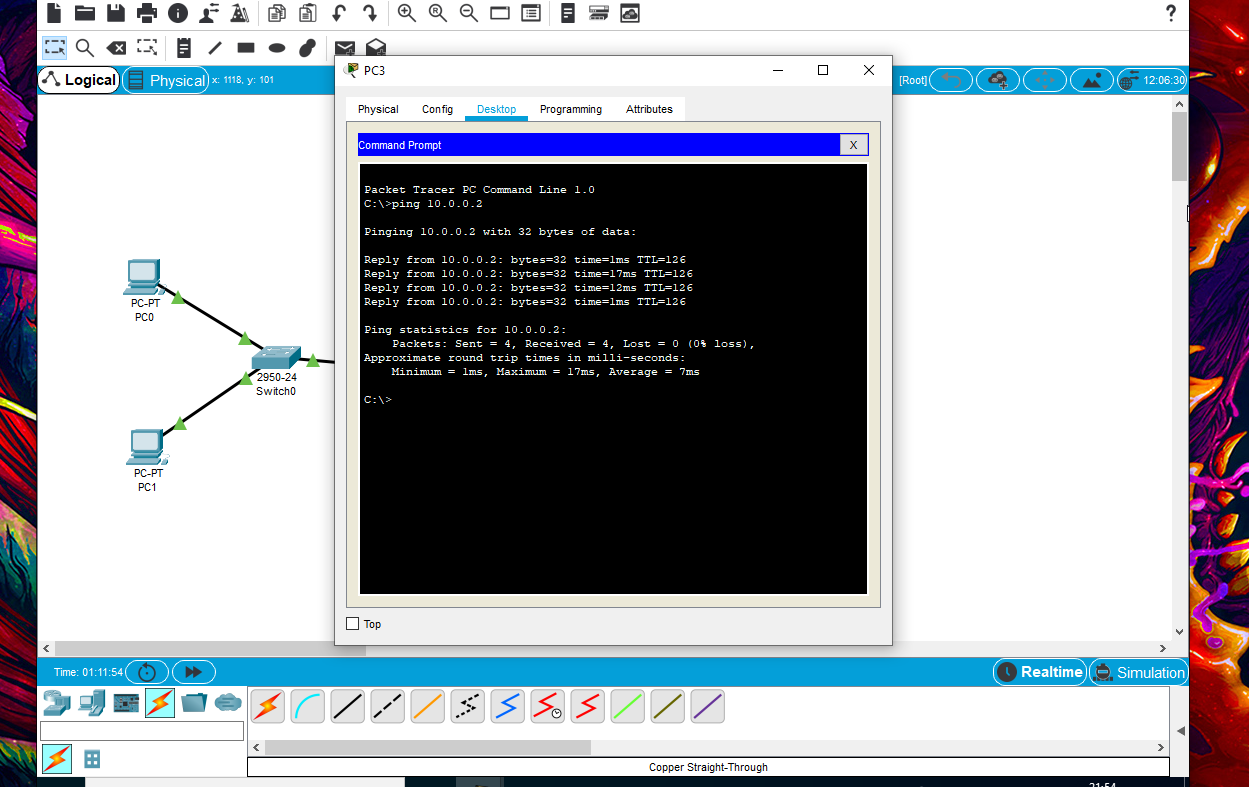 ?
Logical
Physical
x: 1118, y: 101
[Root]
12:06:30
PC3
Physical
Config
Desktop
Programming
Attributes
Command Prompt
X
Packet Tracer PC Command Line 1.0
C:\>ping 10.0.0.2
Pinging 10.0.0.2 with 32 bytes of data:
Reply from 10.0.0.2: bytes=32 time=1ms TTL=126
Reply from 10.0.0.2: bytes=32 time=17ms TTL=126
Reply from 10.0.0.2: bytes=32 time=12ms TTL=126
Reply from 10.0.0.2: bytes=32 time=1ms TTL=126
Ping statistics for 10.0.0.2:
Packets: Sent = 4, Received = 4, Lost = 0 (0% loss),
Approximate round trip times in milli-seconds:
Minimum = 1ms, Maximum = 17ms, Average = 7ms
C:\>
PC-PT
PC0
2950-24
Switch0
PC-PT
PC1
Top
Time: 01:11:54
Realtime
Simulation
Copper Straight-Through
21:54